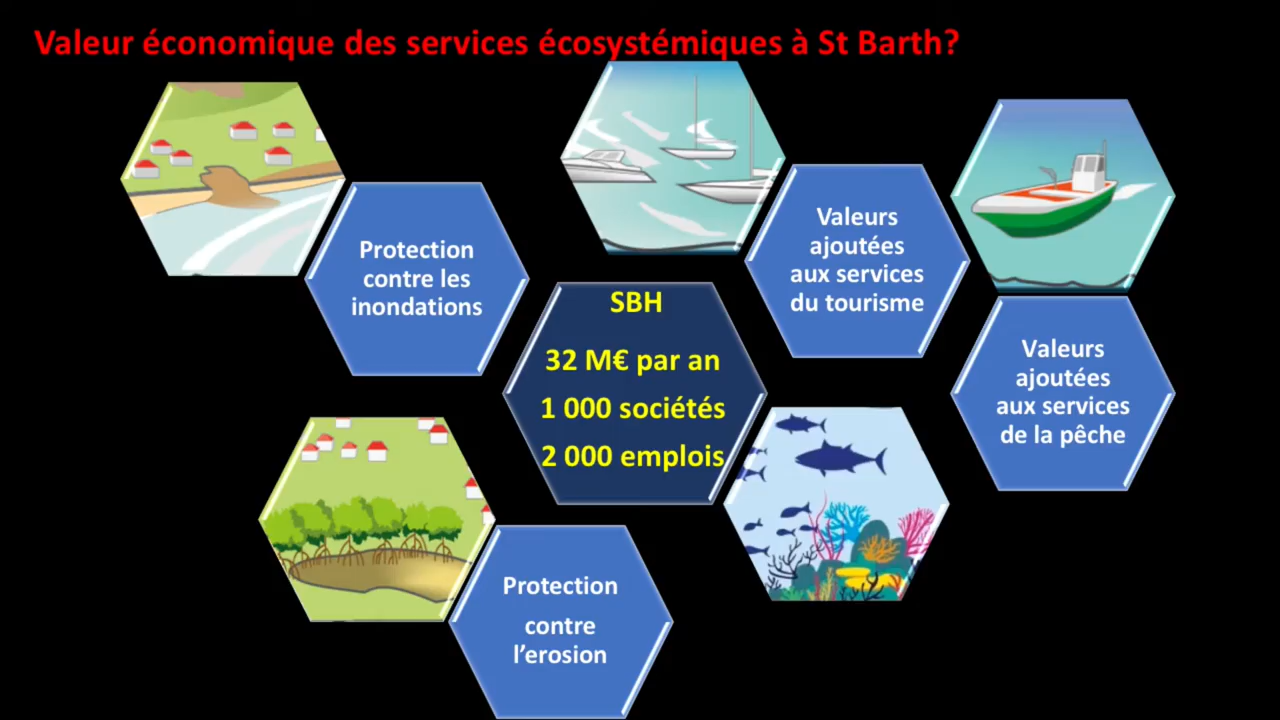 Valeur économique des services écosystémiques à St Barth?
Protection
contre les
inondations
Valeurs
ajoutées
aux services
du tourisme
SBH
32 M€ par an
1 000 sociétés
2 000 emplois
Valeurs
ajoutées
aux services
de la pêche
Protection
contre
l’erosion